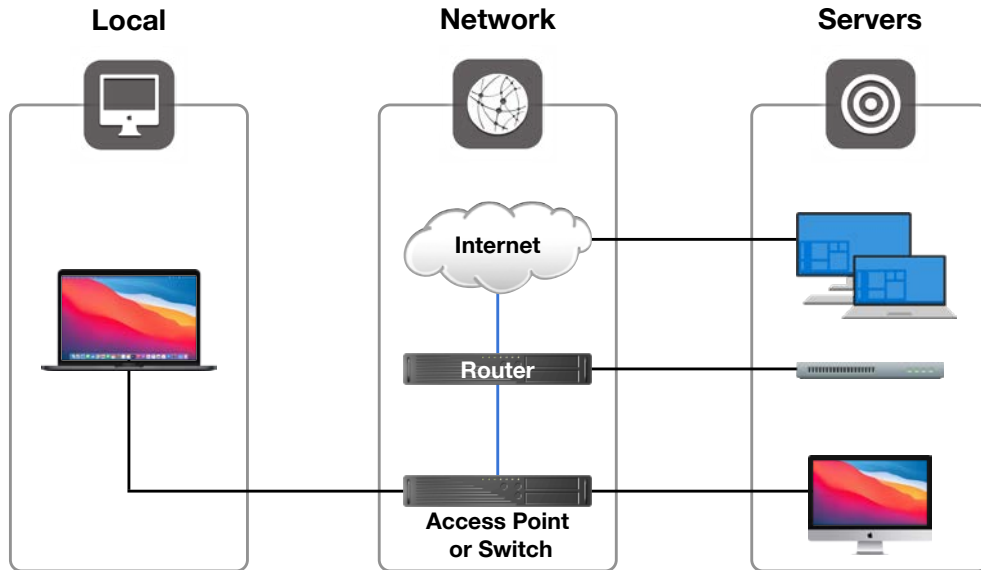 Local
Network
Servers
Internet
Router
Access Point
or Switch